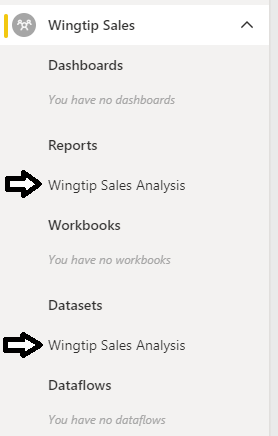 Wingtip Sales
Dashboards
You have no dashboards
Reports
Wingtip Sales Analysis
Workbooks
You have no workbooks
Datasets
Wingtip Sales Analysis
Dataflows
You have no dataflows